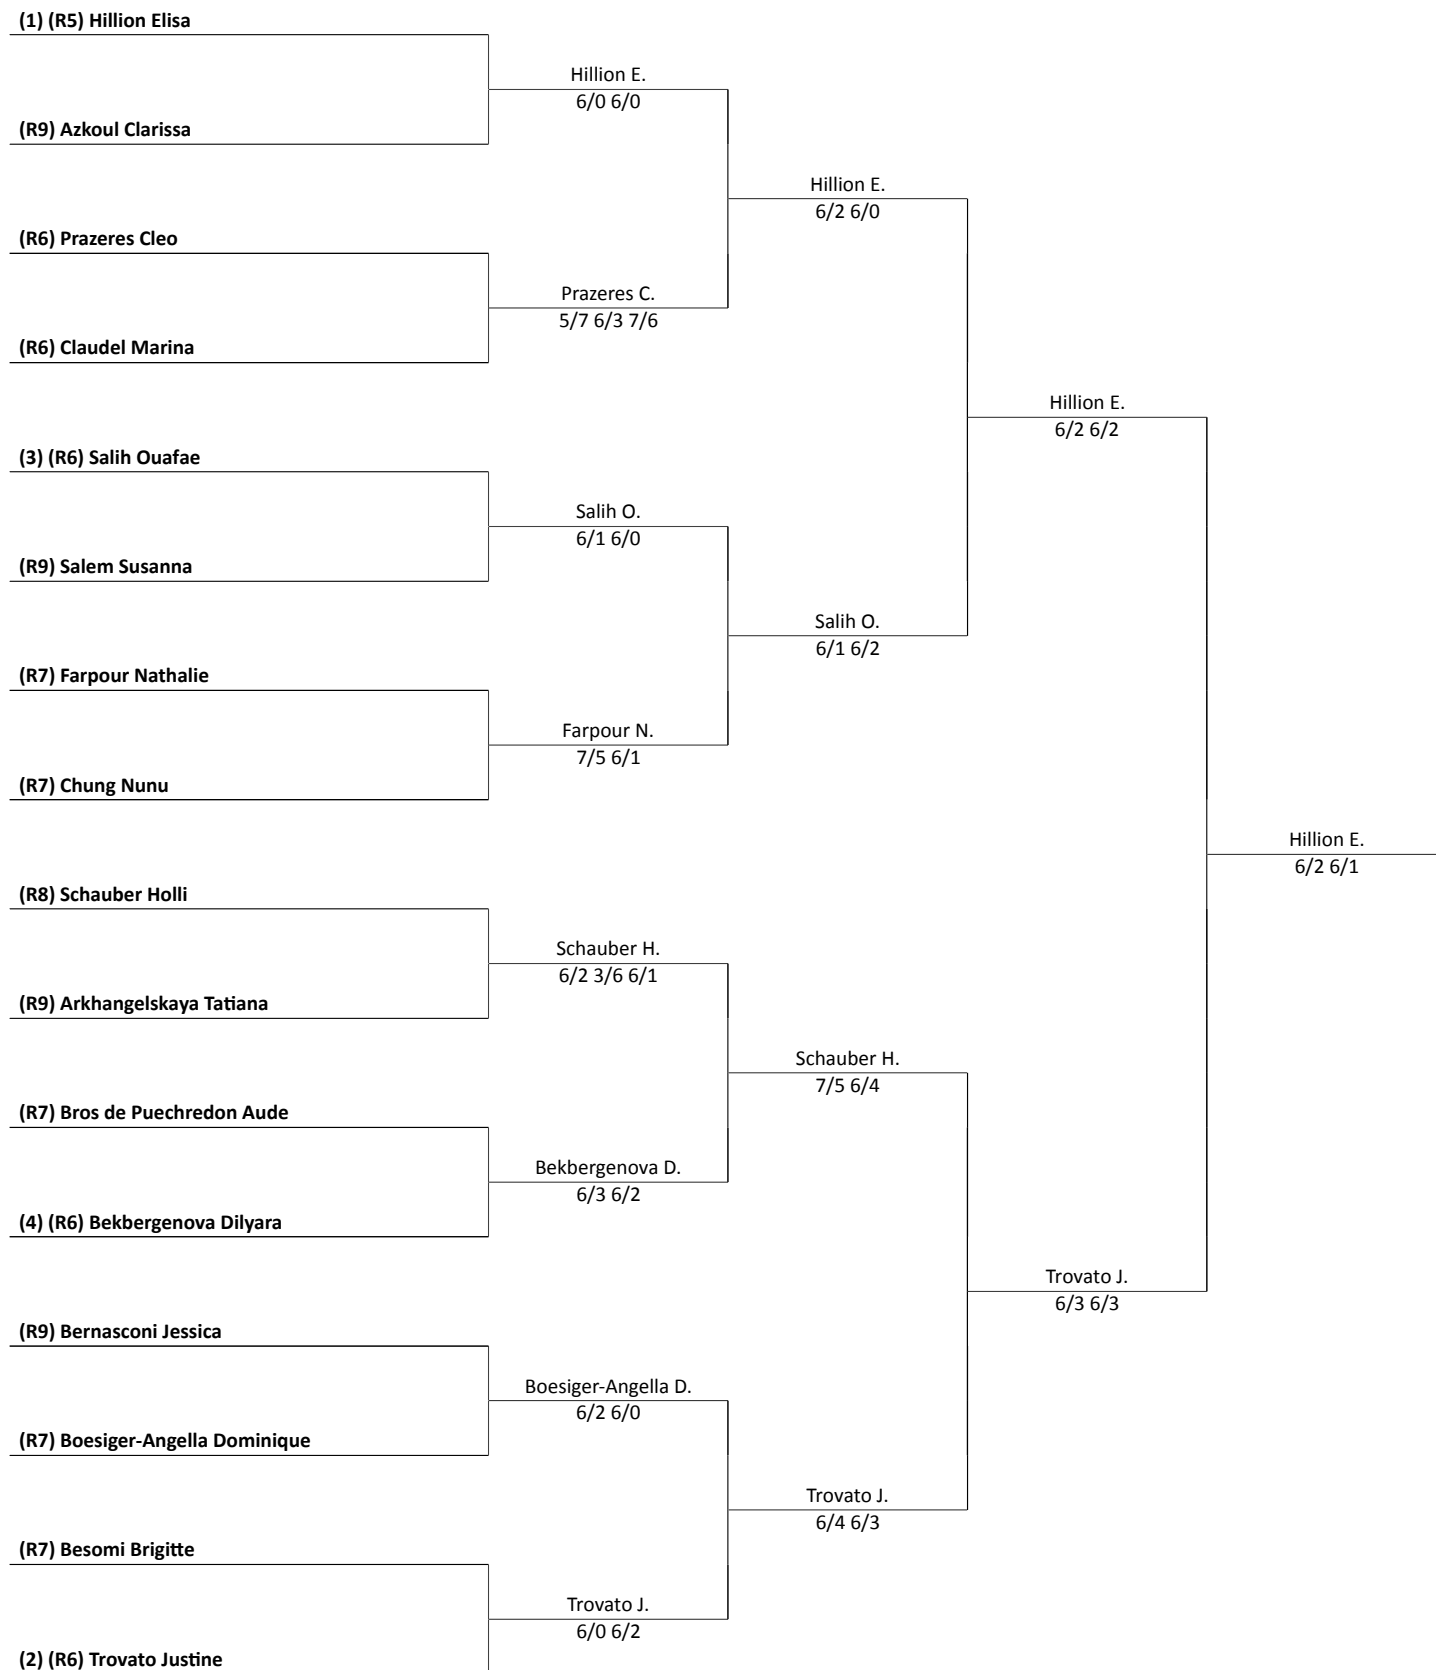 (1) (R5) Hillion Elisa
Hillion E.
6/0 6/0
(R9) Azkoul Clarissa
Hillion E.
6/2 6/0
(R6) Prazeres Cleo
Prazeres C.
5/7 6/3 7/6
(R6) Claudel Marina
Hillion E.
6/2 6/2
(3) (R6) Salih Ouafae
Salih O.
6/1 6/0
(R9) Salem Susanna
Salih O.
6/1 6/2
(R7) Farpour Nathalie
Farpour N.
7/5 6/1
(R7) Chung Nunu
Hillion E.
6/2 6/1
(R8) Schauber Holli
Schauber H.
6/2 3/6 6/1
(R9) Arkhangelskaya Tatiana
Schauber H.
7/5 6/4
(R7) Bros de Puechredon Aude
Bekbergenova D.
6/3 6/2
(4) (R6) Bekbergenova Dilyara
Trovato J.
6/3 6/3
(R9) Bernasconi Jessica
Boesiger-Angella D.
6/2 6/0
(R7) Boesiger-Angella Dominique
Trovato J.
6/4 6/3
(R7) Besomi Brigitte
Trovato J.
6/0 6/2
(2) (R6) Trovato Justine